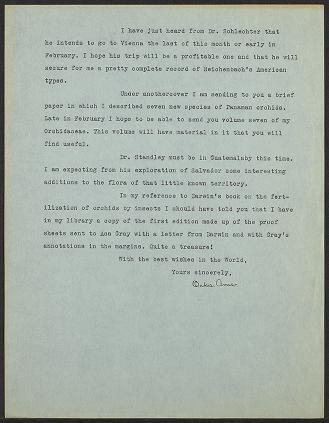 I have just heard from Dr. Schlechter that
he intends to go to Vienna the last of this month or early in
February. I hope his trip will be a profitable one and that he will
secure for me a pretty complete record of Reichenbach's American
types.
Under anothercover I am sending to you a brief
paper in which I described seven new species of Panaman orchids.
Late in February I hope to be able to send you volume seven of my
Orchidaceae. This volume will have material in it that you will
find useful.
Dr. Standley must be in Guatemalaby this time.
I am expecting from his exploration of Salvador some interesting
additions to the flora of that little known territory.
In my reference to Darwin's book on the fert-
ilization of orchids by insects I should have told you that I have
in my library a copy of the first edition made up of the proof
sheets sent to Asa Gray with a letter from Darwin and with Gray's
annotations in the margins. Quite a treasure!
With the best wishes in the World,
Yours sincerely,
Oakes Ames